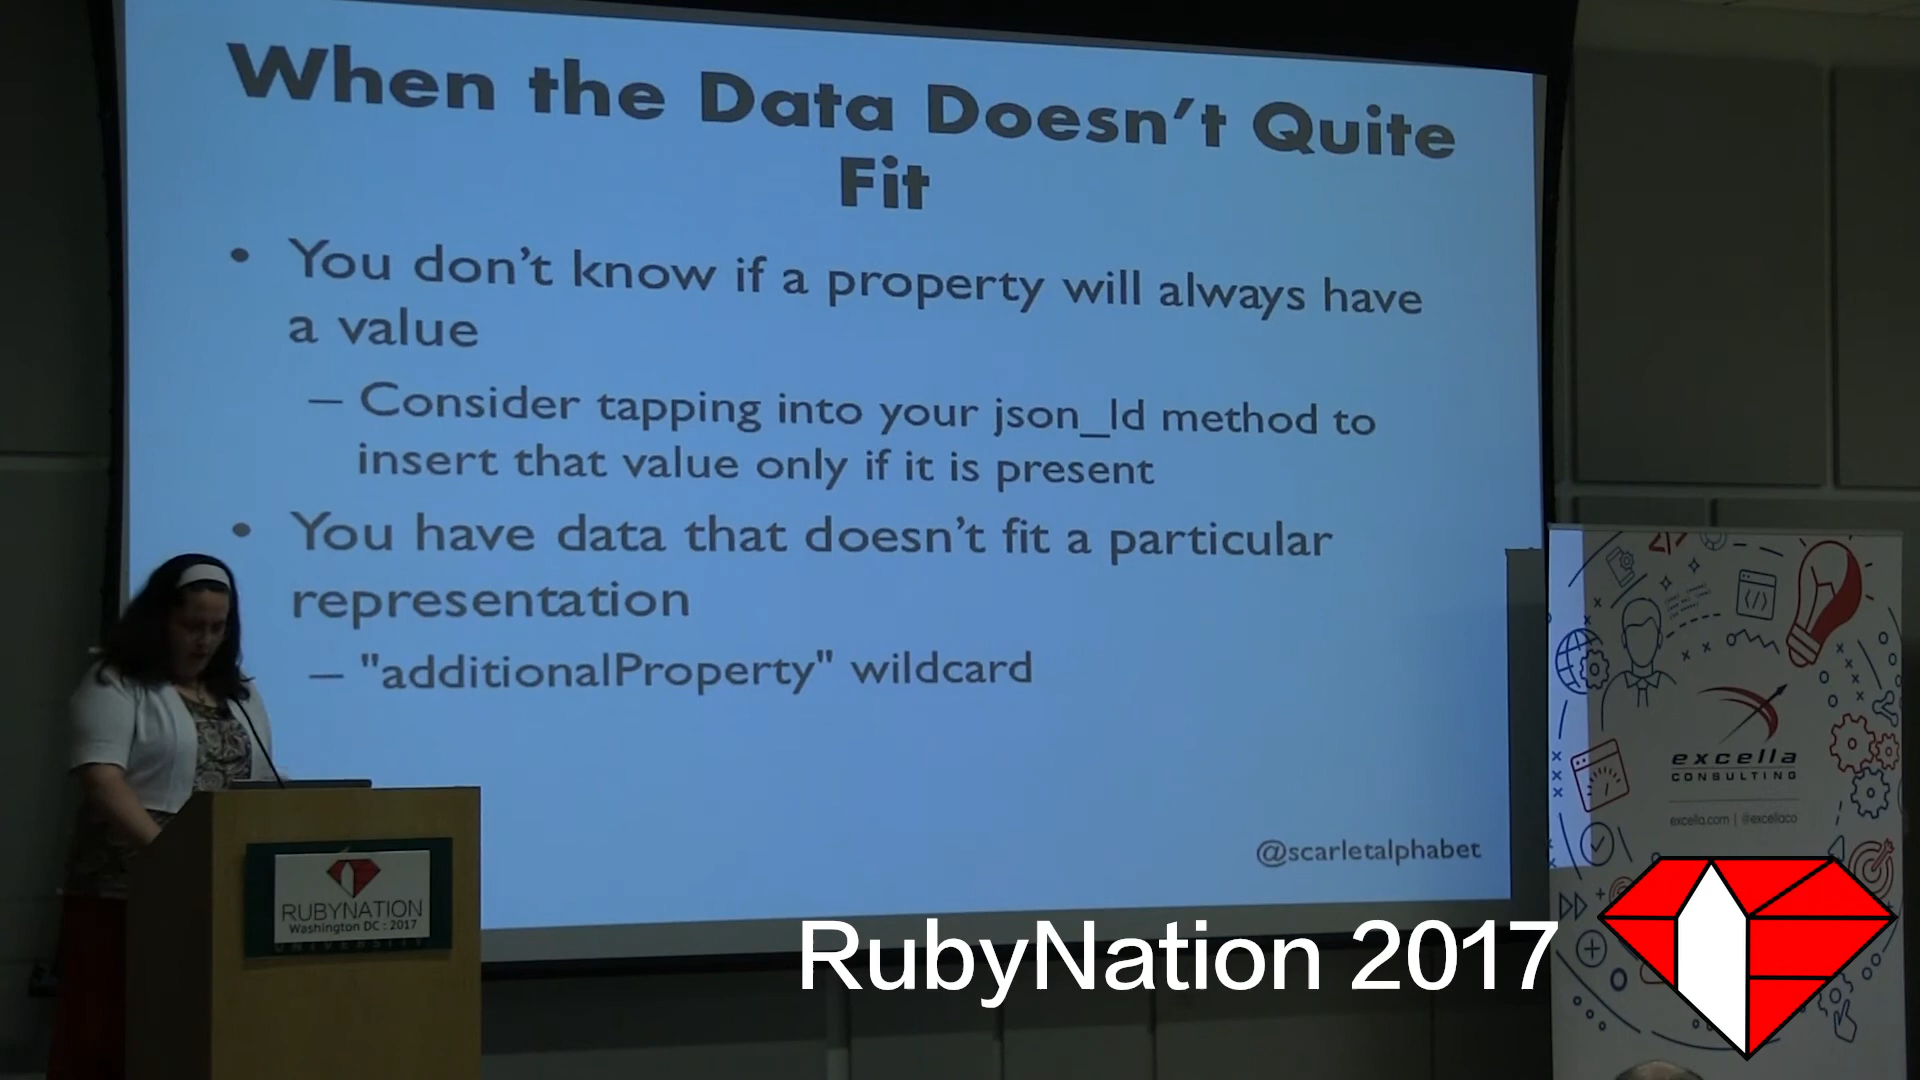 When the Data Doesn't Quite
Fit
• You don't know if a property will always have
a value
– Consider tapping into your json_ld method to
insert that value only if it is present
• You have data that doesn't fit a particular
representation
– "additionalProperty" wildcard
@scarletalphabet
excella
CONSULTING
excella.com | @excellaco
RUBYNATION
Washington DC : 2017
UNIVERSITY
RubyNation 2017